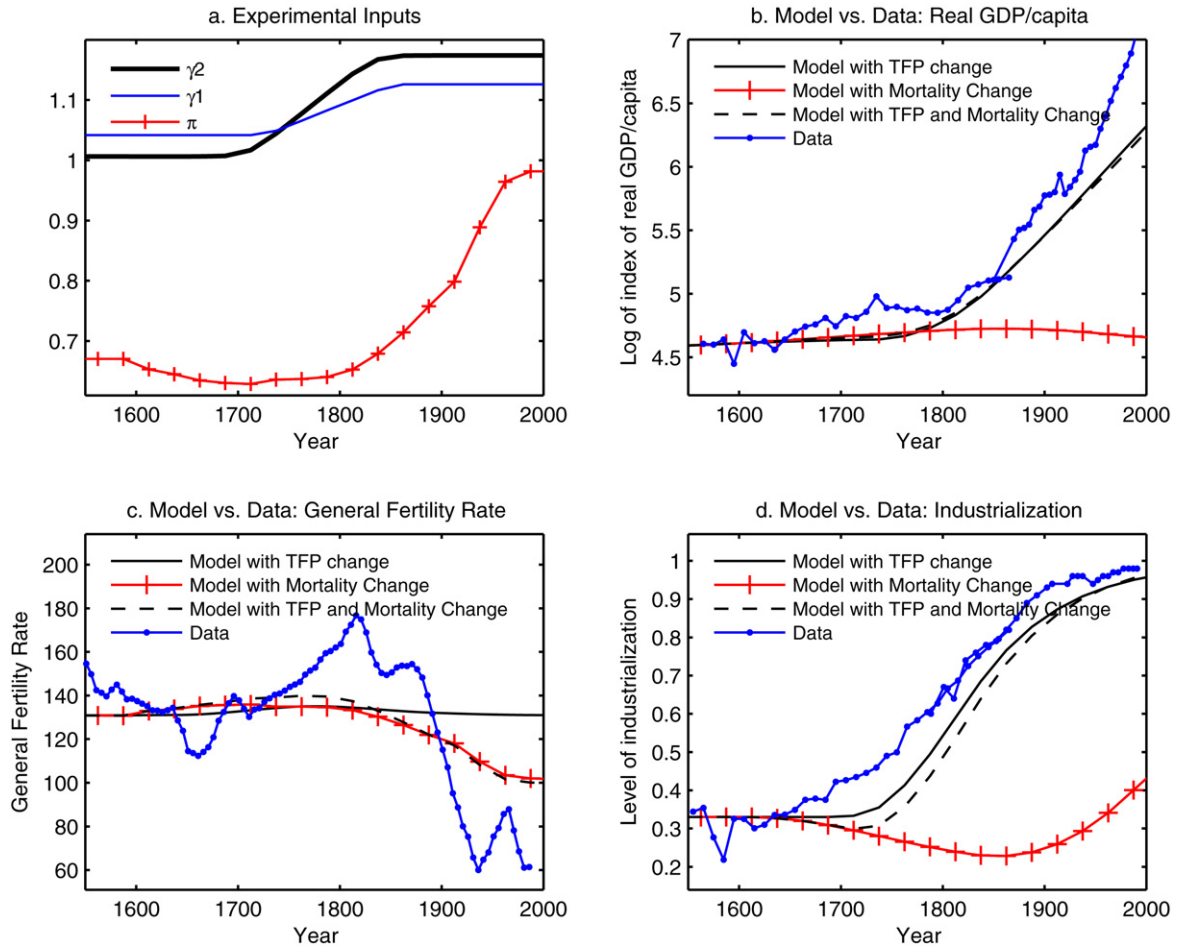 a. Experimental Inputs
γ2
γ1
π
1.1
1
0.9
0.8
0.7
1600 1700 1800 1900 2000
Year
b. Model vs. Data: Real GDP/capita
Log of index of real GDP/capita
Model with TFP change
Model with Mortality Change
Model with TFP and Mortality Change
Data
7
6.5
6
5.5
5
4.5
1600 1700 1800 1900 2000
Year
c. Model vs. Data: General Fertility Rate
General Fertility Rate
Model with TFP change
Model with Mortality Change
Model with TFP and Mortality Change
Data
200
180
160
140
120
100
80
60
1600 1700 1800 1900 2000
Year
d. Model vs. Data: Industrialization
Level of industrialization
Model with TFP change
Model with Mortality Change
Model with TFP and Mortality Change
Data
1
0.9
0.8
0.7
0.6
0.5
0.4
0.3
0.2
1600 1700 1800 1900 2000
Year